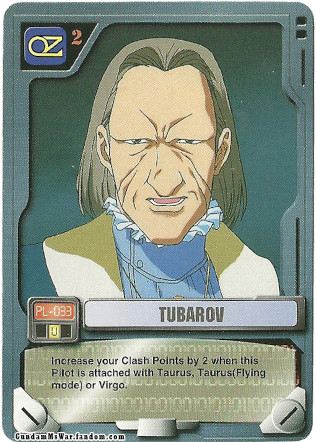 OZ
2
TUBAROV
PL-033
U
Increase your Clash Points by 2 when this
Pilot is attached with Taurus, Taurus(Flying
mode) or Virgo.
GundamMsWar.fandom.com